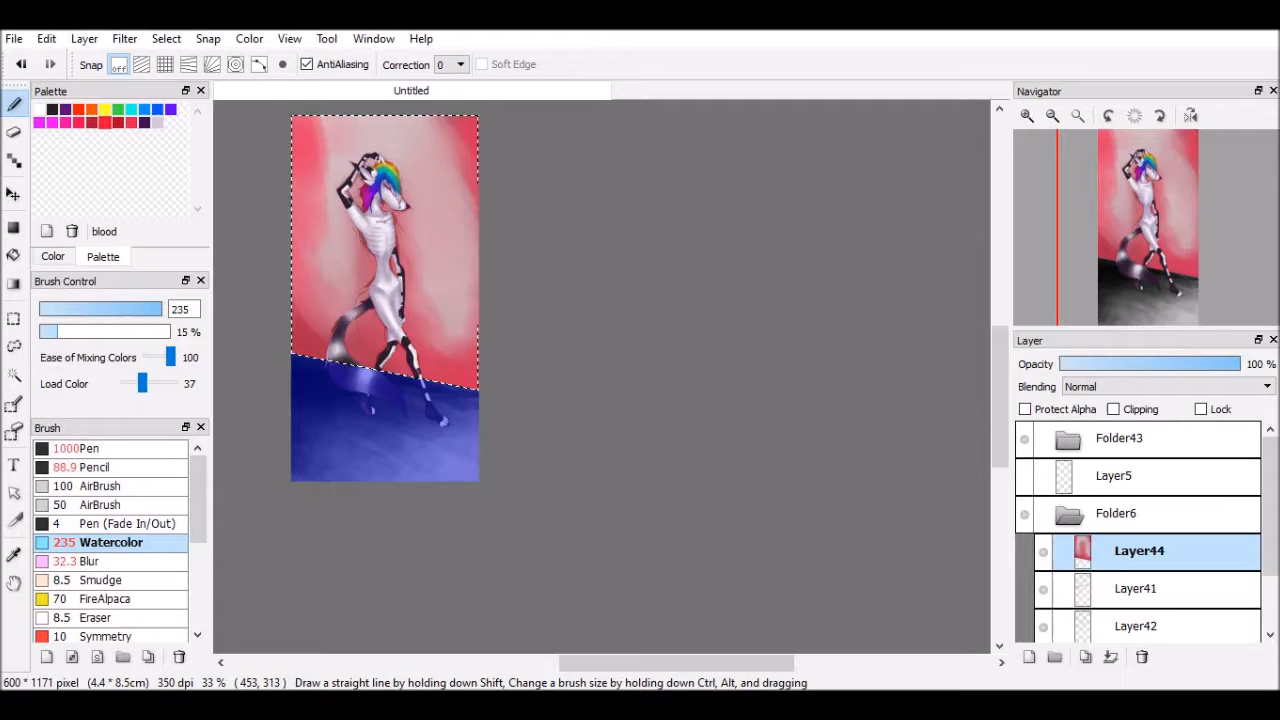 File Edit Layer Filter Select Snap Color View Tool Window Help
Snap off AntiAliasing Correction 0 Soft Edge
Palette
Untitled
Navigator
blood
Color Palette
Brush Control
235
15 %
Ease of Mixing Colors 100
Load Color 37
Brush
1000 Pen
88.9 Pencil
100 AirBrush
50 AirBrush
4 Pen (Fade In/Out)
235 Watercolor
32.3 Blur
8.5 Smudge
70 FireAlpaca
8.5 Eraser
10 Symmetry
Layer
Opacity 100 %
Blending Normal
Protect Alpha Clipping Lock
Folder43
Layer5
Folder6
Layer44
Layer41
Layer42
600 * 1171 pixel (4.4 * 8.5cm) 350 dpi 33 % ( 453, 313 ) Draw a straight line by holding down Shift, Change a brush size by holding down Ctrl, Alt, and dragging